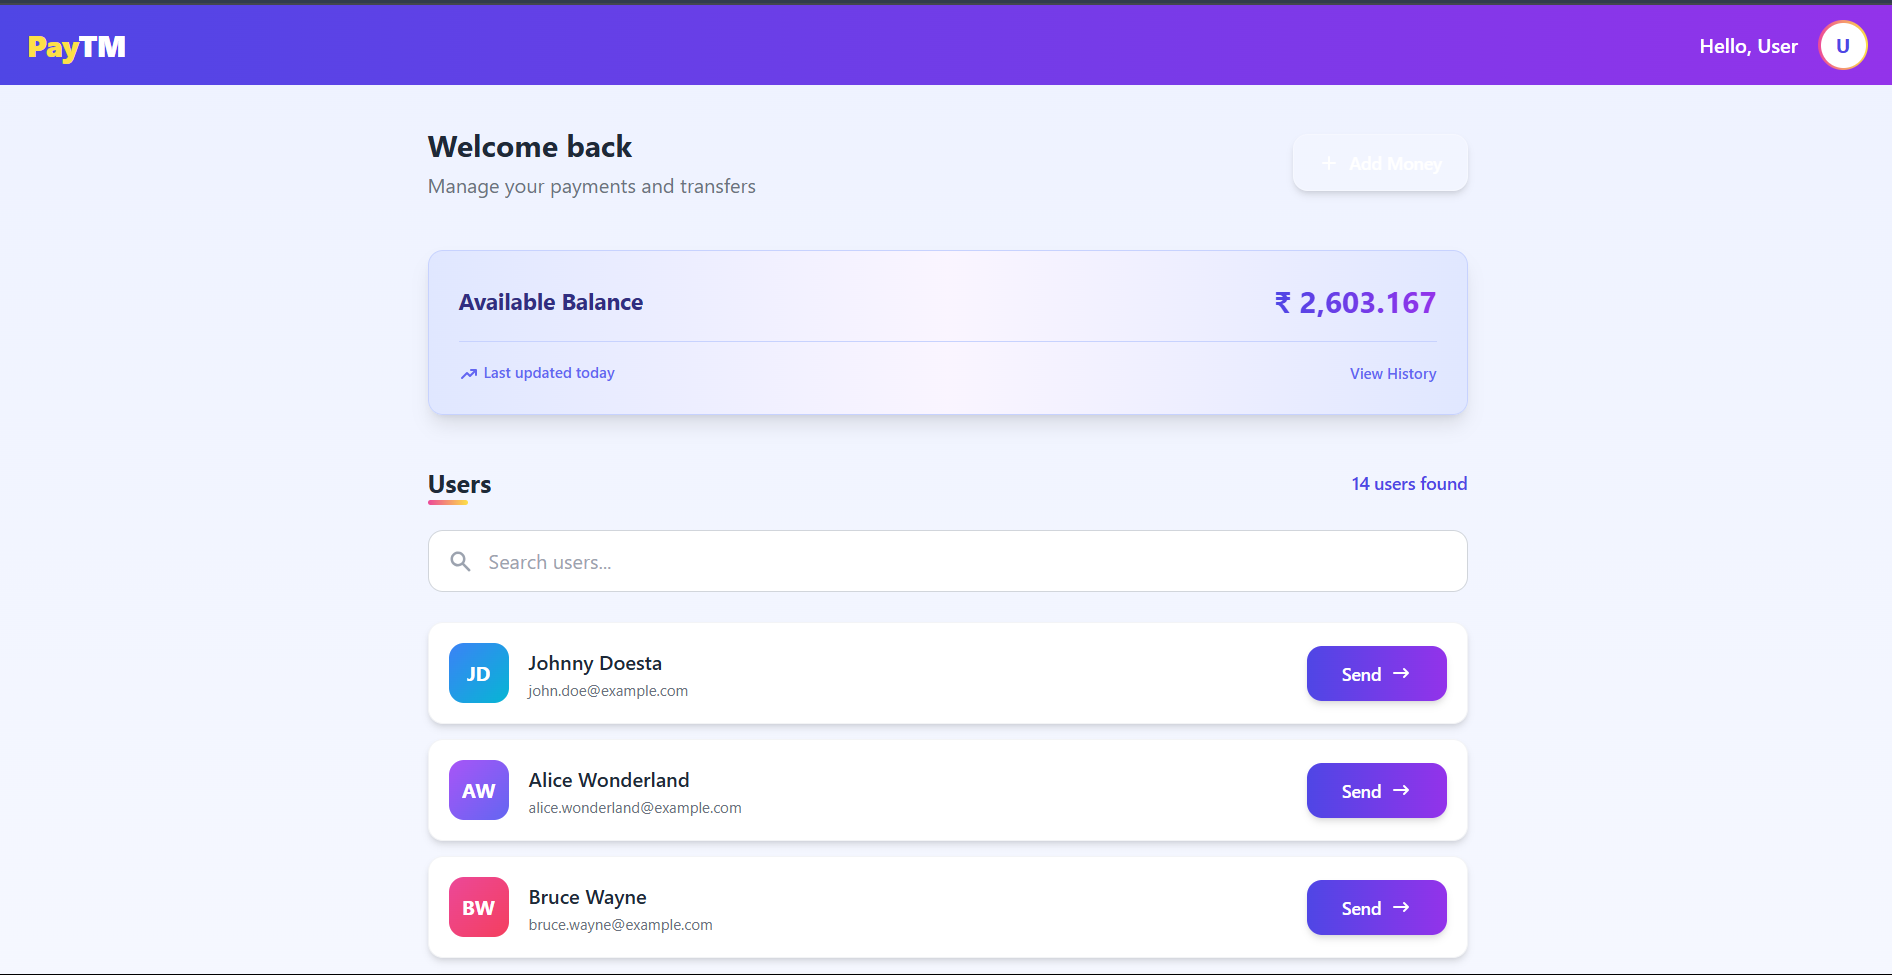 PayTM
Hello, User
U
Welcome back
Manage your payments and transfers
+ Add Money
Available Balance
₹ 2,603.167
Last updated today
View History
Users
14 users found
Search users...
JD
Johnny Doesta
john.doe@example.com
Send →
AW
Alice Wonderland
alice.wonderland@example.com
Send →
BW
Bruce Wayne
bruce.wayne@example.com
Send →